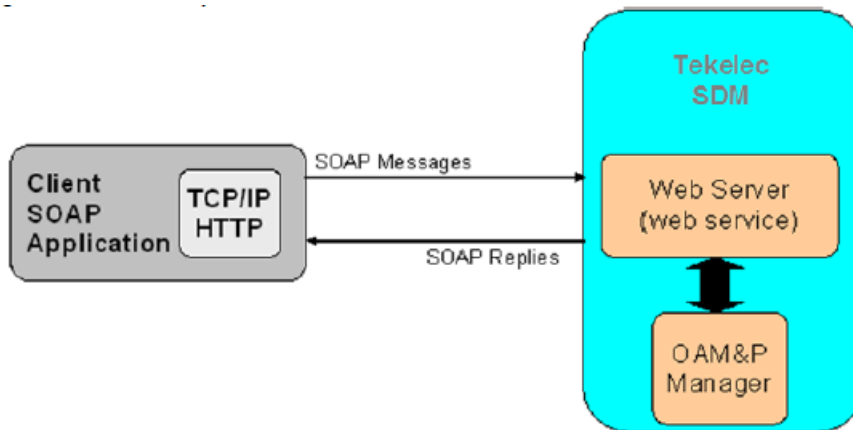 Tekelec
SDM
SOAP Messages
Client
SOAP
Application
TCP/IP
HTTP
Web Server
(web service)
SOAP Replies
OAM&P
Manager